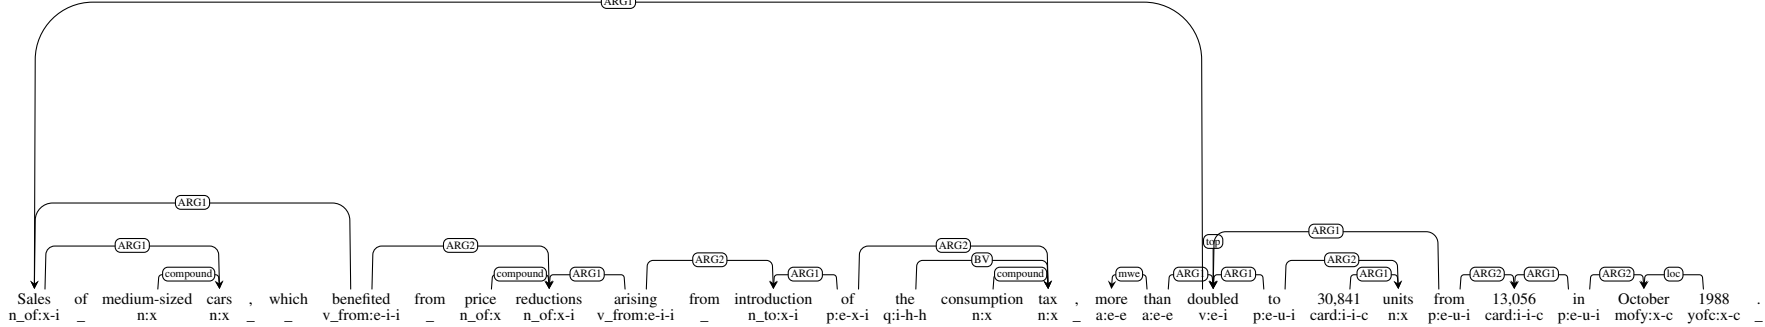 ARG1
ARG1
top ARG1
ARG1 ARG2 ARG2
ARG2 BV ARG2
compound compound ARG1 ARG1 compound mwe ARG1 ARG1 ARG1 ARG2 ARG1 ARG2 loc
Sales of medium-sized cars , which benefited from price reductions arising from introduction of the consumption tax , more than doubled to 30,841 units from 13,056 in October 1988 .
n_of:x-i _ n:x n:x _ _ v_from:e-i-i _ n_of:x n_of:x-i v_from:e-i-i _ n_to:x-i p:e-x-i q:i-h-h n:x n:x _ a:e-e a:e-e v:e-i p:e-u-i card:i-i-c n:x p:e-u-i card:i-i-c p:e-u-i mofy:x-c yofc:x-c _